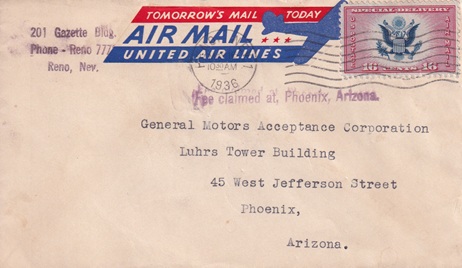 201 Gazette Bldg.
Phone - Reno 777
Reno, Nev.
TOMORROW'S MAIL TODAY
AIR MAIL
UNITED AIR LINES
10 AM
1936
SPECIAL DELIVERY
16 16
Fee claimed at, Phoenix, Arizona.
General Motors Acceptance Corporation
Luhrs Tower Building
45 West Jefferson Street
Phoenix,
Arizona.